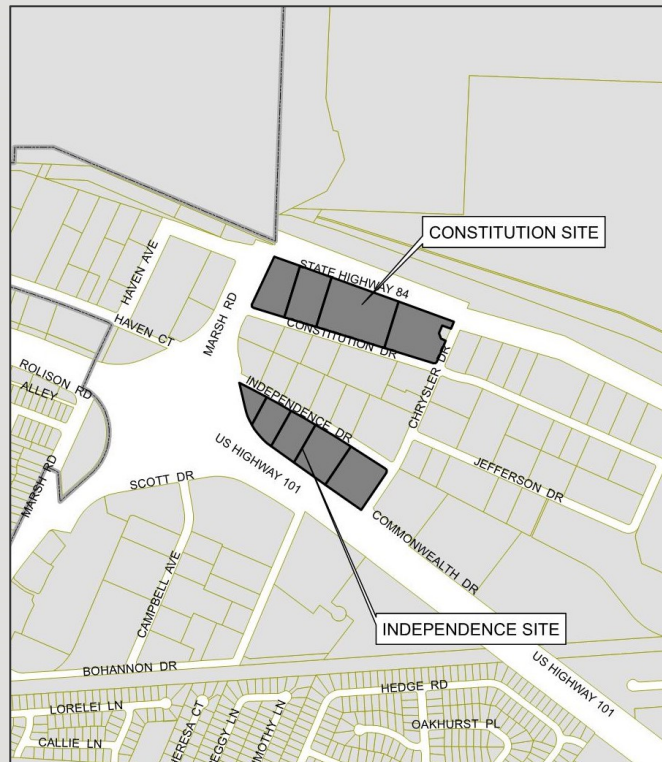 CONSTITUTION SITE
STATE HIGHWAY 84
HAVEN AVE
MARSH RD
HAVEN CT
CONSTITUTION DR
CHRYSLER DR
ROLISON RD
ALLEY
INDEPENDENCE DR
MARSH RD
US HIGHWAY 101
JEFFERSON DR
SCOTT DR
COMMONWEALTH DR
CAMPBELL AVE
INDEPENDENCE SITE
BOHANNON DR
US HIGHWAY 101
HEDGE RD
LORELEI LN
OAKHURST PL
CALLIE LN